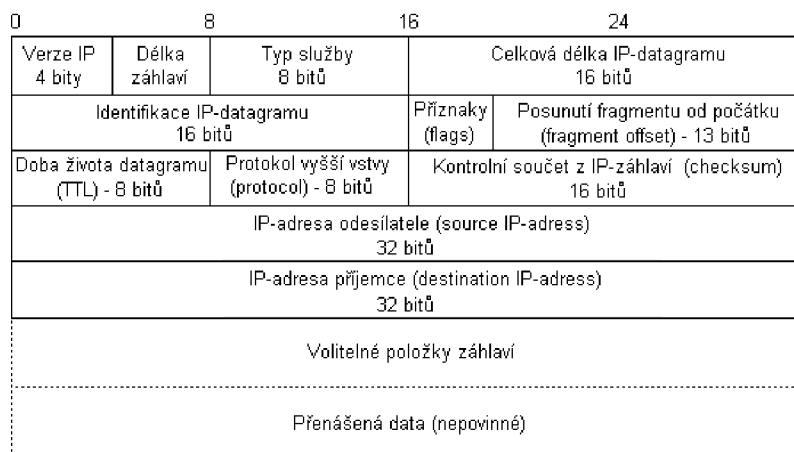 0 8 16 24
Verze IP
4 bity
Délka
záhlaví
Typ služby
8 bitů
Celková délka IP-datagramu
16 bitů
Identifikace IP-datagramu
16 bitů
Příznaky
(flags)
Posunutí fragmentu od počátku
(fragment offset) - 13 bitů
Doba života datagramu
(TTL) - 8 bitů
Protokol vyšší vstvy
(protocol) - 8 bitů
Kontrolní součet z IP-záhlaví (checksum)
16 bitů
IP-adresa odesílatele (source IP-adress)
32 bitů
IP-adresa příjemce (destination IP-adress)
32 bitů
Volitelné položky záhlaví
Přenášená data (nepovinné)